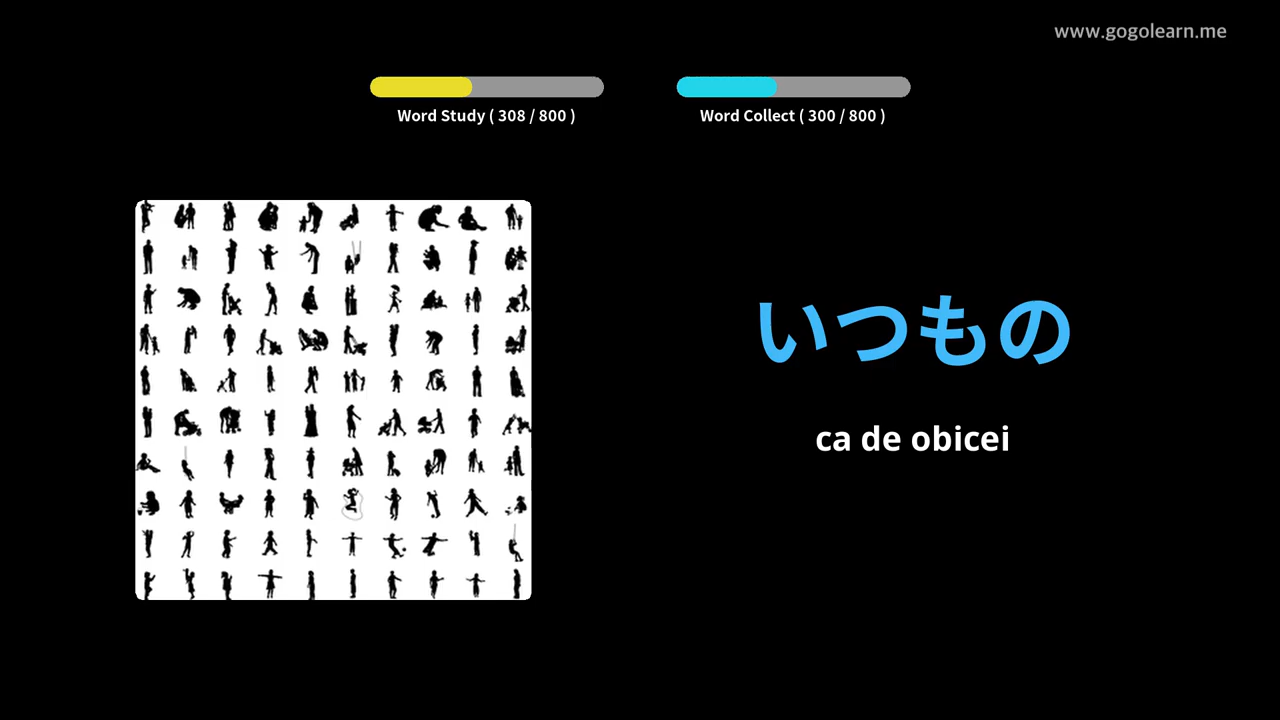 www.gogolearn.me
Word Study ( 308 / 800 )
Word Collect ( 300 / 800 )
いつもの
ca de obicei